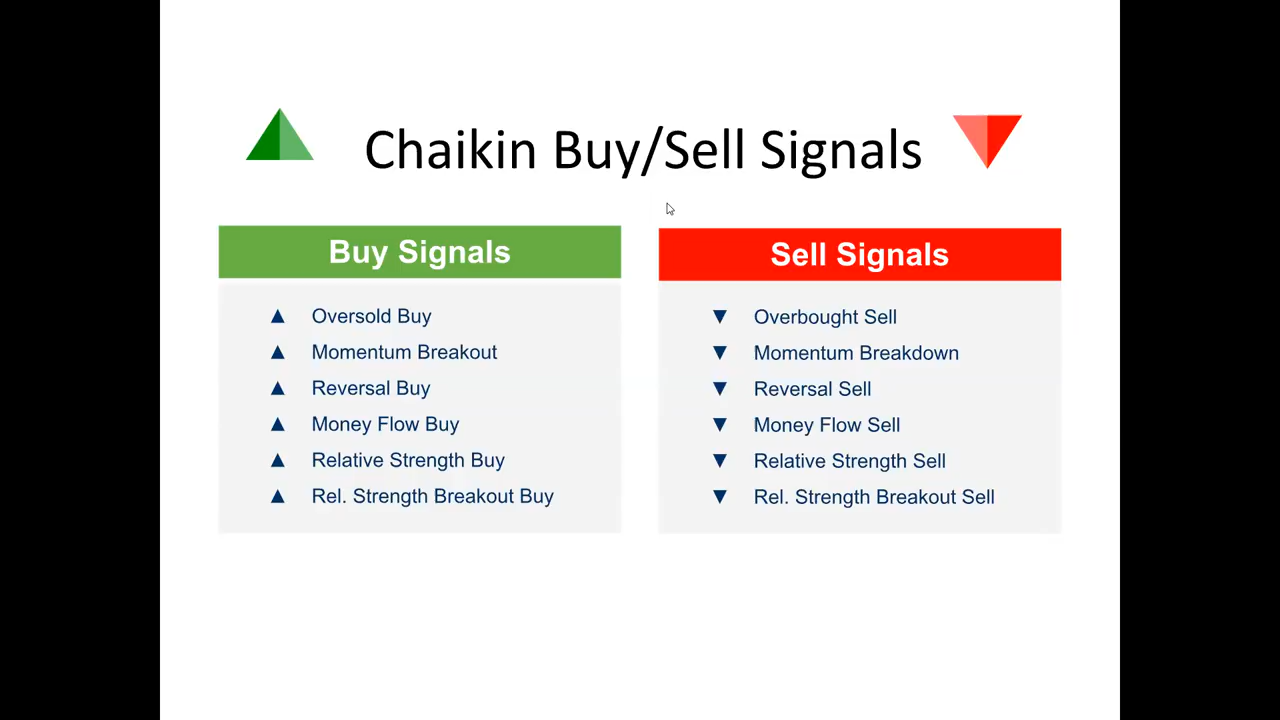 Chaikin Buy/Sell Signals
Buy Signals
▲ Oversold Buy
▲ Momentum Breakout
▲ Reversal Buy
▲ Money Flow Buy
▲ Relative Strength Buy
▲ Rel. Strength Breakout Buy
Sell Signals
▼ Overbought Sell
▼ Momentum Breakdown
▼ Reversal Sell
▼ Money Flow Sell
▼ Relative Strength Sell
▼ Rel. Strength Breakout Sell